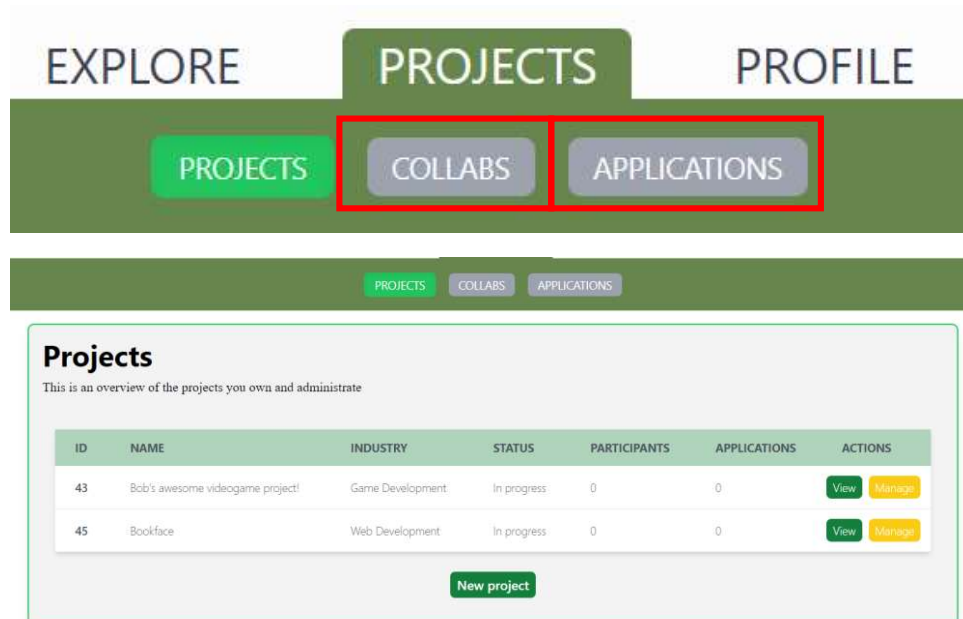 EXPLORE PROJECTS PROFILE
PROJECTS COLLABS APPLICATIONS
PROJECTS COLLABS APPLICATIONS
Projects
This is an overview of the projects you own and administrate
ID NAME INDUSTRY STATUS PARTICIPANTS APPLICATIONS ACTIONS
43 Bob's awesome videogame project! Game Development In progress 0 0 View Manage
45 Bookface Web Development In progress 0 0 View Manage
New project